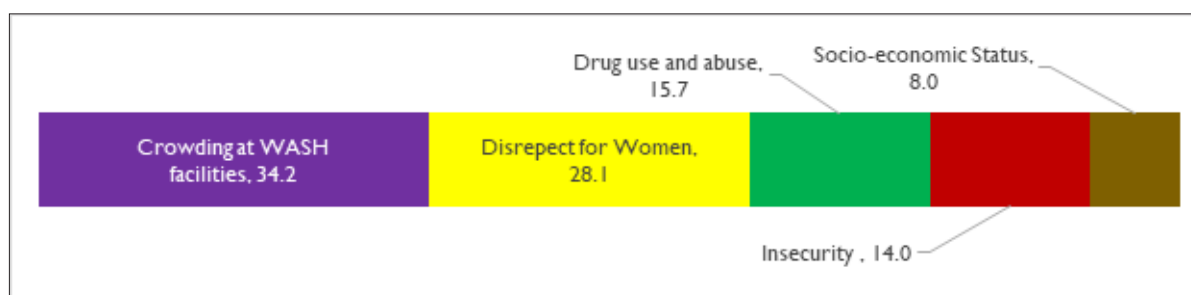 Drug use and abuse,
15.7
Socio-economic Status,
8.0
Crowding at WASH
facilities, 34.2
Disrepect for Women,
28.1
Insecurity , 14.0